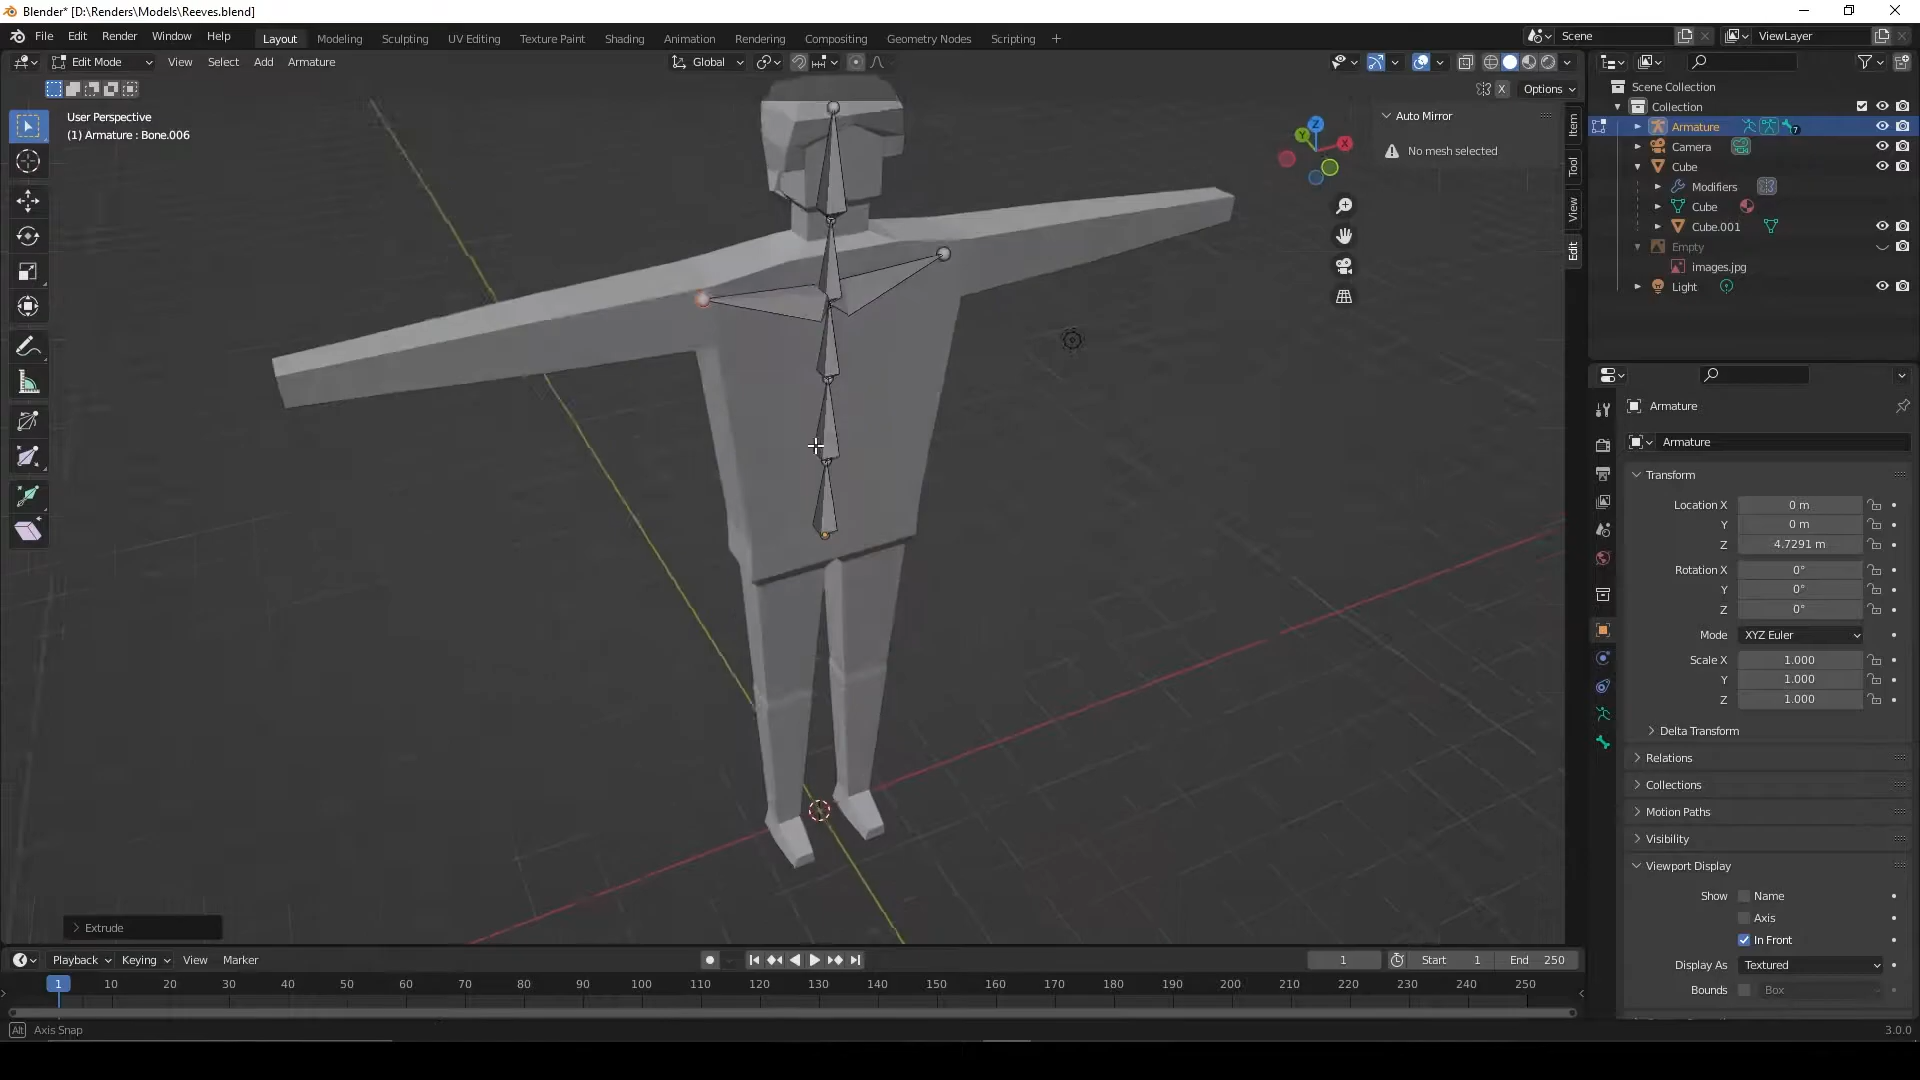 Blender* [D:\Renders\Models\Reeves.blend]
File Edit Render Window Help Layout Modeling Sculpting UV Editing Texture Paint Shading Animation Rendering Compositing Geometry Nodes Scripting + Scene ViewLayer
Edit Mode View Select Add Armature Global
X Options
User Perspective
(1) Armature : Bone.006
Auto Mirror
No mesh selected
Item
Tool
View
Edit
Z
Y
X
Scene Collection
Collection
Armature 7
Camera
Cube
Modifiers
Cube
Cube.001
Empty
images.jpg
Light
Armature
Armature
Transform
Location X 0 m
Y 0 m
Z 4.7291 m
Rotation X 0°
Y 0°
Z 0°
Mode XYZ Euler
Scale X 1.000
Y 1.000
Z 1.000
Delta Transform
Relations
Collections
Motion Paths
Visibility
Viewport Display
Show Name
Axis
In Front
Display As Textured
Bounds Box
Extrude
Playback Keying View Marker 1 Start 1 End 250
1 10 20 30 40 50 60 70 80 90 100 110 120 130 140 150 160 170 180 190 200 210 220 230 240 250
Alt Axis Snap 3.0.0